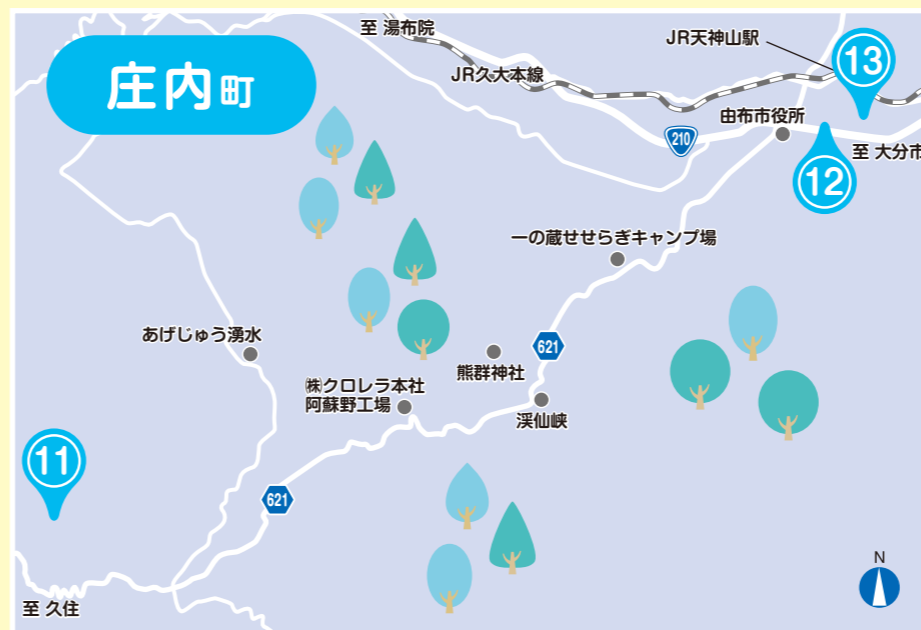 庄内町
至 湯布院
JR久大本線
JR天神山駅
13
由布市役所
至 大分市
12
210
一の蔵せせらぎキャンプ場
あげじゅう湧水
621
熊群神社
㈱クロレラ本社
阿蘇野工場
渓仙峡
11
621
至 久住
N